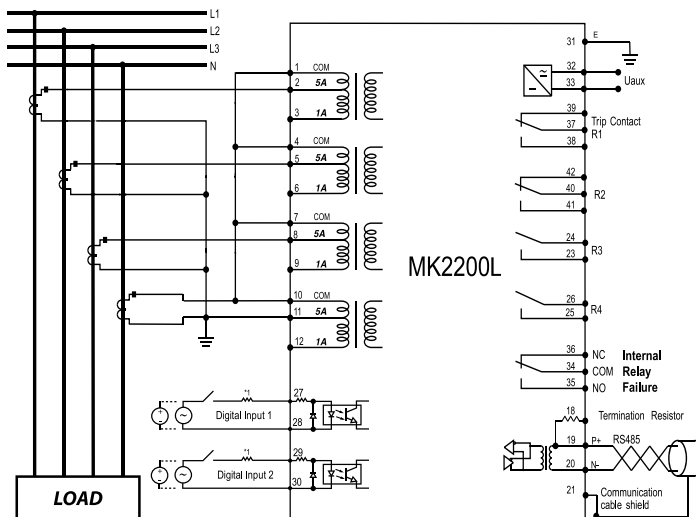 L1
L2
L3
N
1 COM
2 5A
3 1A
4 COM
5 5A
6 1A
7 COM
8 5A
9 1A
10 COM
11 5A
12 1A
*1 27
Digital Input 1
28
*1 29
Digital Input 2
30
LOAD
MK2200L
31 E
32
33
Uaux
39
37 Trip Contact
R1
38
42
40 R2
41
24
23 R3
26
25 R4
36 NC Internal
34 COM Relay
35 NO Failure
18 Termination Resistor
19 P+ RS485
20 N-
21 Communication
cable shield